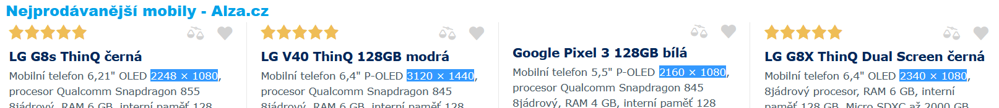 Nejprodávanější mobily - Alza.cz
LG G8s ThinQ černá
Mobilní telefon 6,21" OLED 2248 × 1080,
procesor Qualcomm Snapdragon 855
8jádrový, RAM 6 GB, interní paměť 128
LG V40 ThinQ 128GB modrá
Mobilní telefon 6,4" P-OLED 3120 × 1440,
procesor Qualcomm Snapdragon 845
8jádrový, RAM 6 GB, interní paměť 128
Google Pixel 3 128GB bílá
Mobilní telefon 5,5" P-OLED 2160 × 1080,
procesor Qualcomm Snapdragon 845
8jádrový, RAM 4 GB, interní paměť 128
LG G8X ThinQ Dual Screen černá
Mobilní telefon 6,4" OLED 2340 × 1080,
8jádrový procesor, RAM 6 GB, interní
paměť 128 GB, Micro SDXC až 2000 GB